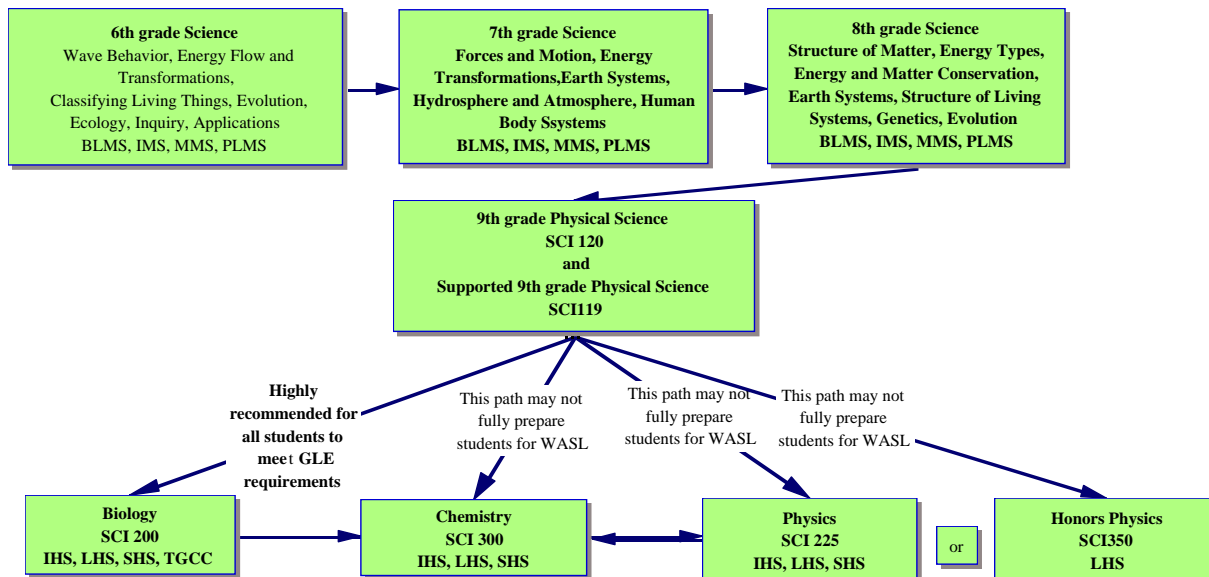 6th grade Science
Wave Behavior, Energy Flow and
Transformations,
Classifying Living Things, Evolution,
Ecology, Inquiry, Applications
BLMS, IMS, MMS, PLMS
7th grade Science
Forces and Motion, Energy
Transformations,Earth Systems,
Hydrosphere and Atmosphere, Human
Body Ssystems
BLMS, IMS, MMS, PLMS
8th grade Science
Structure of Matter, Energy Types,
Energy and Matter Conservation,
Earth Systems, Structure of Living
Systems, Genetics, Evolution
BLMS, IMS, MMS, PLMS
9th grade Physical Science
SCI 120
and
Supported 9th grade Physical Science
SCI119
Highly
recommended for
all students to
meet GLE
requirements
This path may not
fully prepare
students for WASL
This path may not
fully prepare
students for WASL
This path may not
fully prepare
students for WASL
Biology
SCI 200
IHS, LHS, SHS, TGCC
Chemistry
SCI 300
IHS, LHS, SHS
Physics
SCI 225
IHS, LHS, SHS
or
Honors Physics
SCI350
LHS